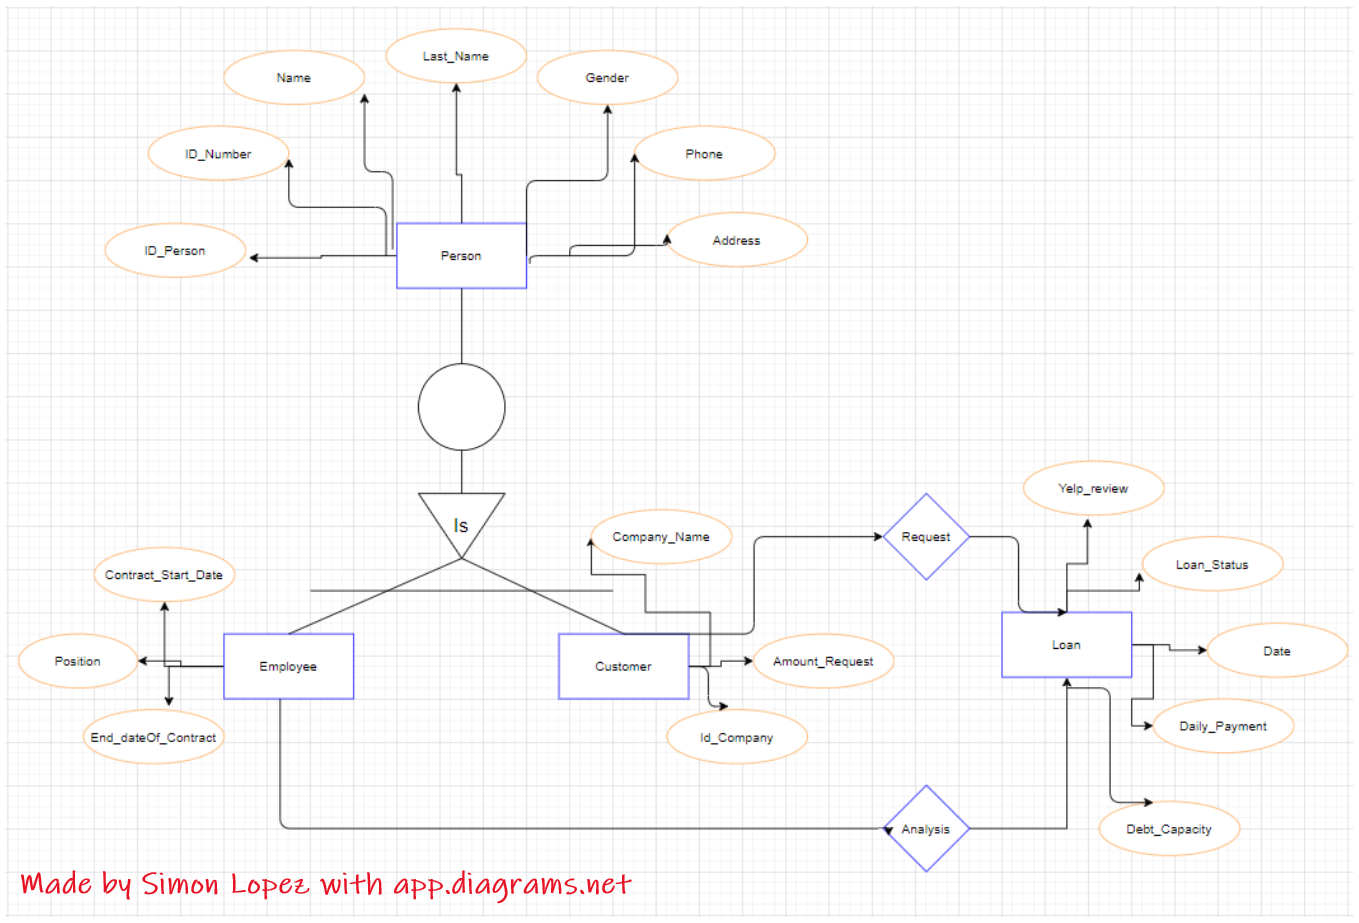 Last_Name
Name
Gender
ID_Number
Phone
Address
ID_Person
Person
Is
Yelp_review
Company_Name
Request
Loan_Status
Contract_Start_Date
Loan
Date
Position
Employee
Customer
Amount_Request
Daily_Payment
End_dateOf_Contract
Id_Company
Analysis
Debt_Capacity
Made by Simon Lopez with app.diagrams.net